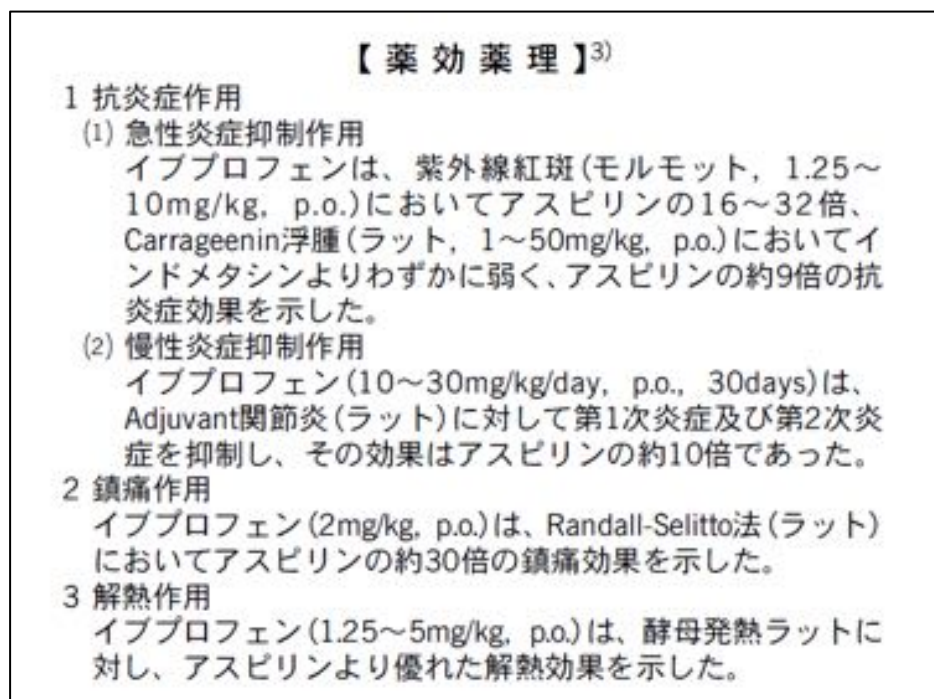 【薬効薬理】3)
1 抗炎症作用
(1) 急性炎症抑制作用
イブプロフェンは、紫外線紅斑(モルモット, 1.25～
10mg/kg, p.o.)においてアスピリンの16～32倍、
Carrageenin浮腫(ラット, 1～50mg/kg, p.o.)においてイ
ンドメタシンよりわずかに弱く、アスピリンの約9倍の抗
炎症効果を示した。
(2) 慢性炎症抑制作用
イブプロフェン(10～30mg/kg/day, p.o., 30days)は、
Adjuvant関節炎(ラット)に対して第1次炎症及び第2次炎
症を抑制し、その効果はアスピリンの約10倍であった。
2 鎮痛作用
イブプロフェン(2mg/kg, p.o.)は、Randall-Selitto法(ラット)
においてアスピリンの約30倍の鎮痛効果を示した。
3 解熱作用
イブプロフェン(1.25～5mg/kg, p.o.)は、酵母発熱ラットに
対し、アスピリンより優れた解熱効果を示した。